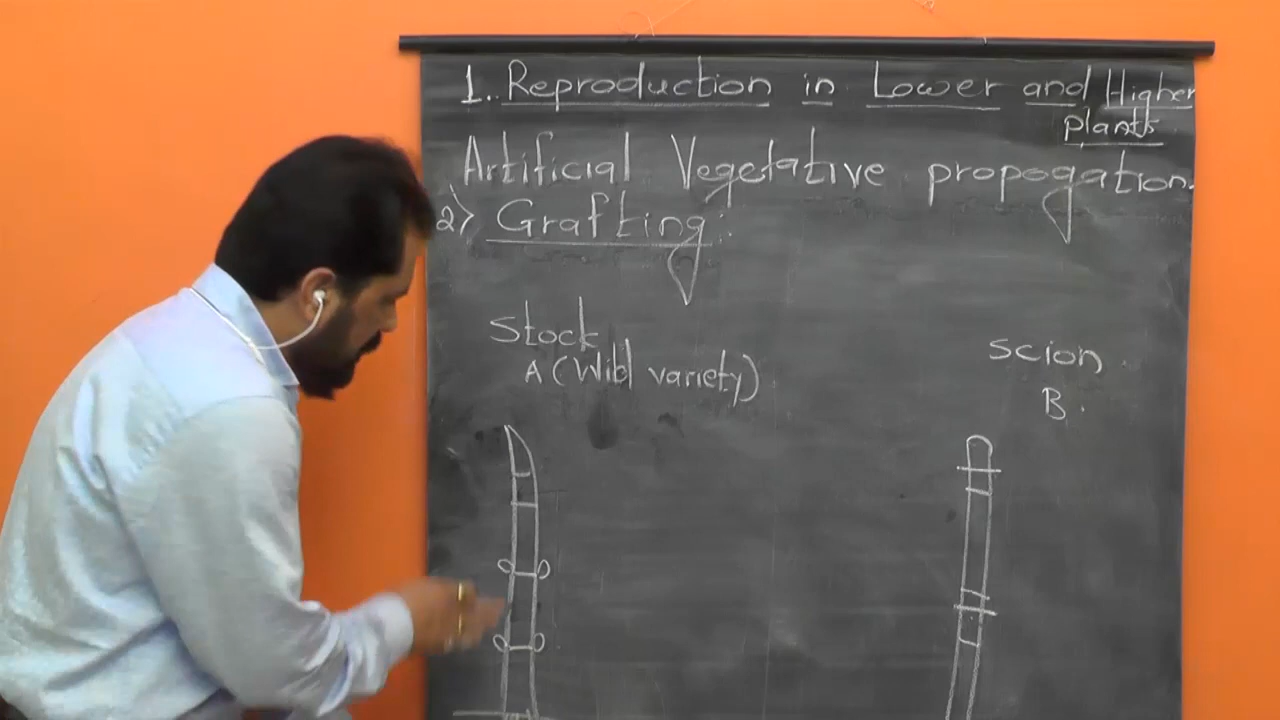 1. Reproduction in Lower and Higher
plants.
Artificial Vegetative propogation.
2) Grafting:
Stock
A (Wild variety)
scion
B.